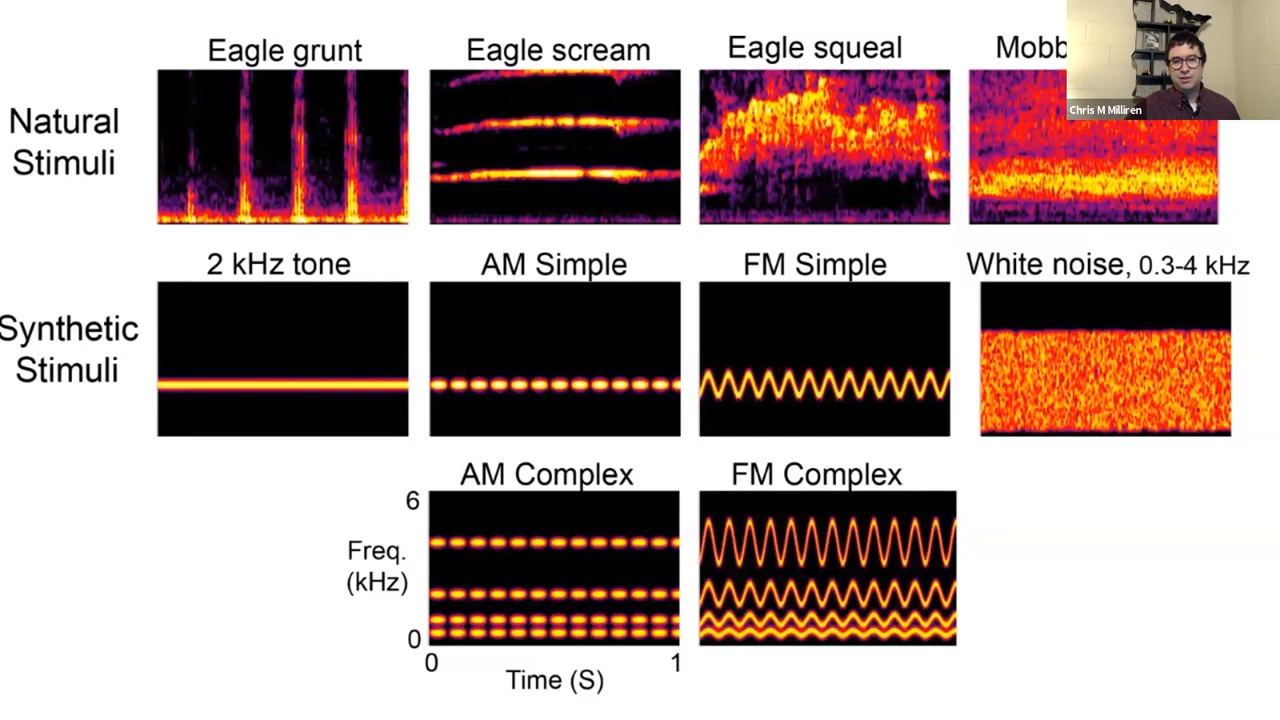 Eagle grunt
Eagle scream
Eagle squeal
Chris M Milliren
Natural
Stimuli
2 kHz tone
AM Simple
FM Simple
White noise, 0.3-4 kHz
Synthetic
Stimuli
AM Complex
FM Complex
6
Freq.
(kHz)
0
0
1
Time (S)